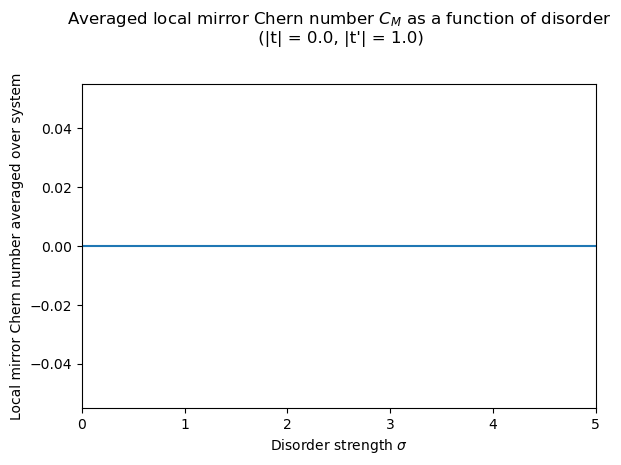 Averaged local mirror Chern number $C_M$ as a function of disorder
(|t| = 0.0, |t'| = 1.0)
Local mirror Chern number averaged over system
0.04
0.02
0.00
−0.02
−0.04
0 1 2 3 4 5
Disorder strength σ